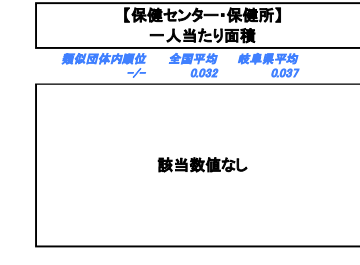 【保健センター・保健所】
一人当たり面積
類似団体内順位 全国平均 岐阜県平均
-/- 0.032 0.037
該当数値なし